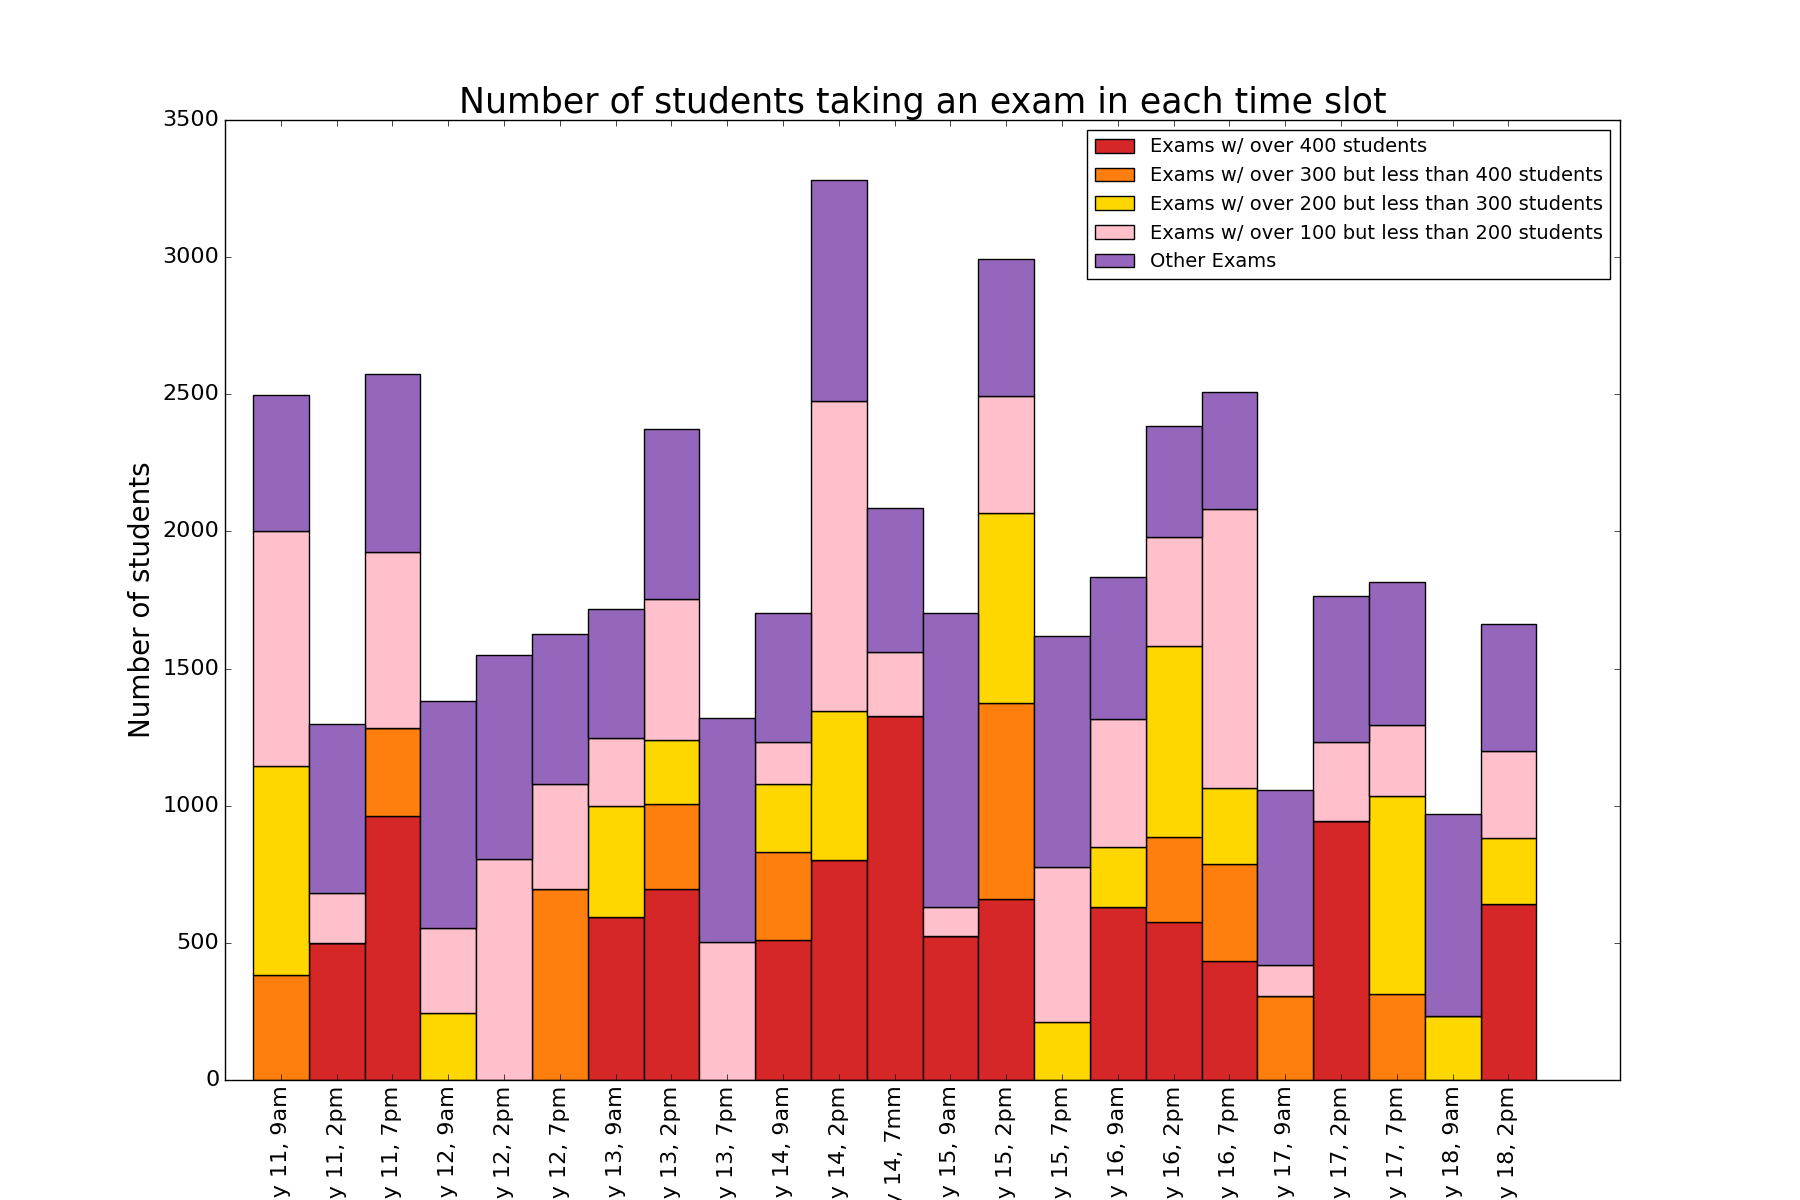 Number of students taking an exam in each time slot
3500
3000
2500
2000
1500
1000
500
0
Number of students
Exams w/ over 400 students
Exams w/ over 300 but less than 400 students
Exams w/ over 200 but less than 300 students
Exams w/ over 100 but less than 200 students
Other Exams
y 11, 9am
y 11, 2pm
y 11, 7pm
y 12, 9am
y 12, 2pm
y 12, 7pm
y 13, 9am
y 13, 2pm
y 13, 7pm
y 14, 9am
y 14, 2pm
y 14, 7mm
y 15, 9am
y 15, 2pm
y 15, 7pm
y 16, 9am
y 16, 2pm
y 16, 7pm
y 17, 9am
y 17, 2pm
y 17, 7pm
y 18, 9am
y 18, 2pm